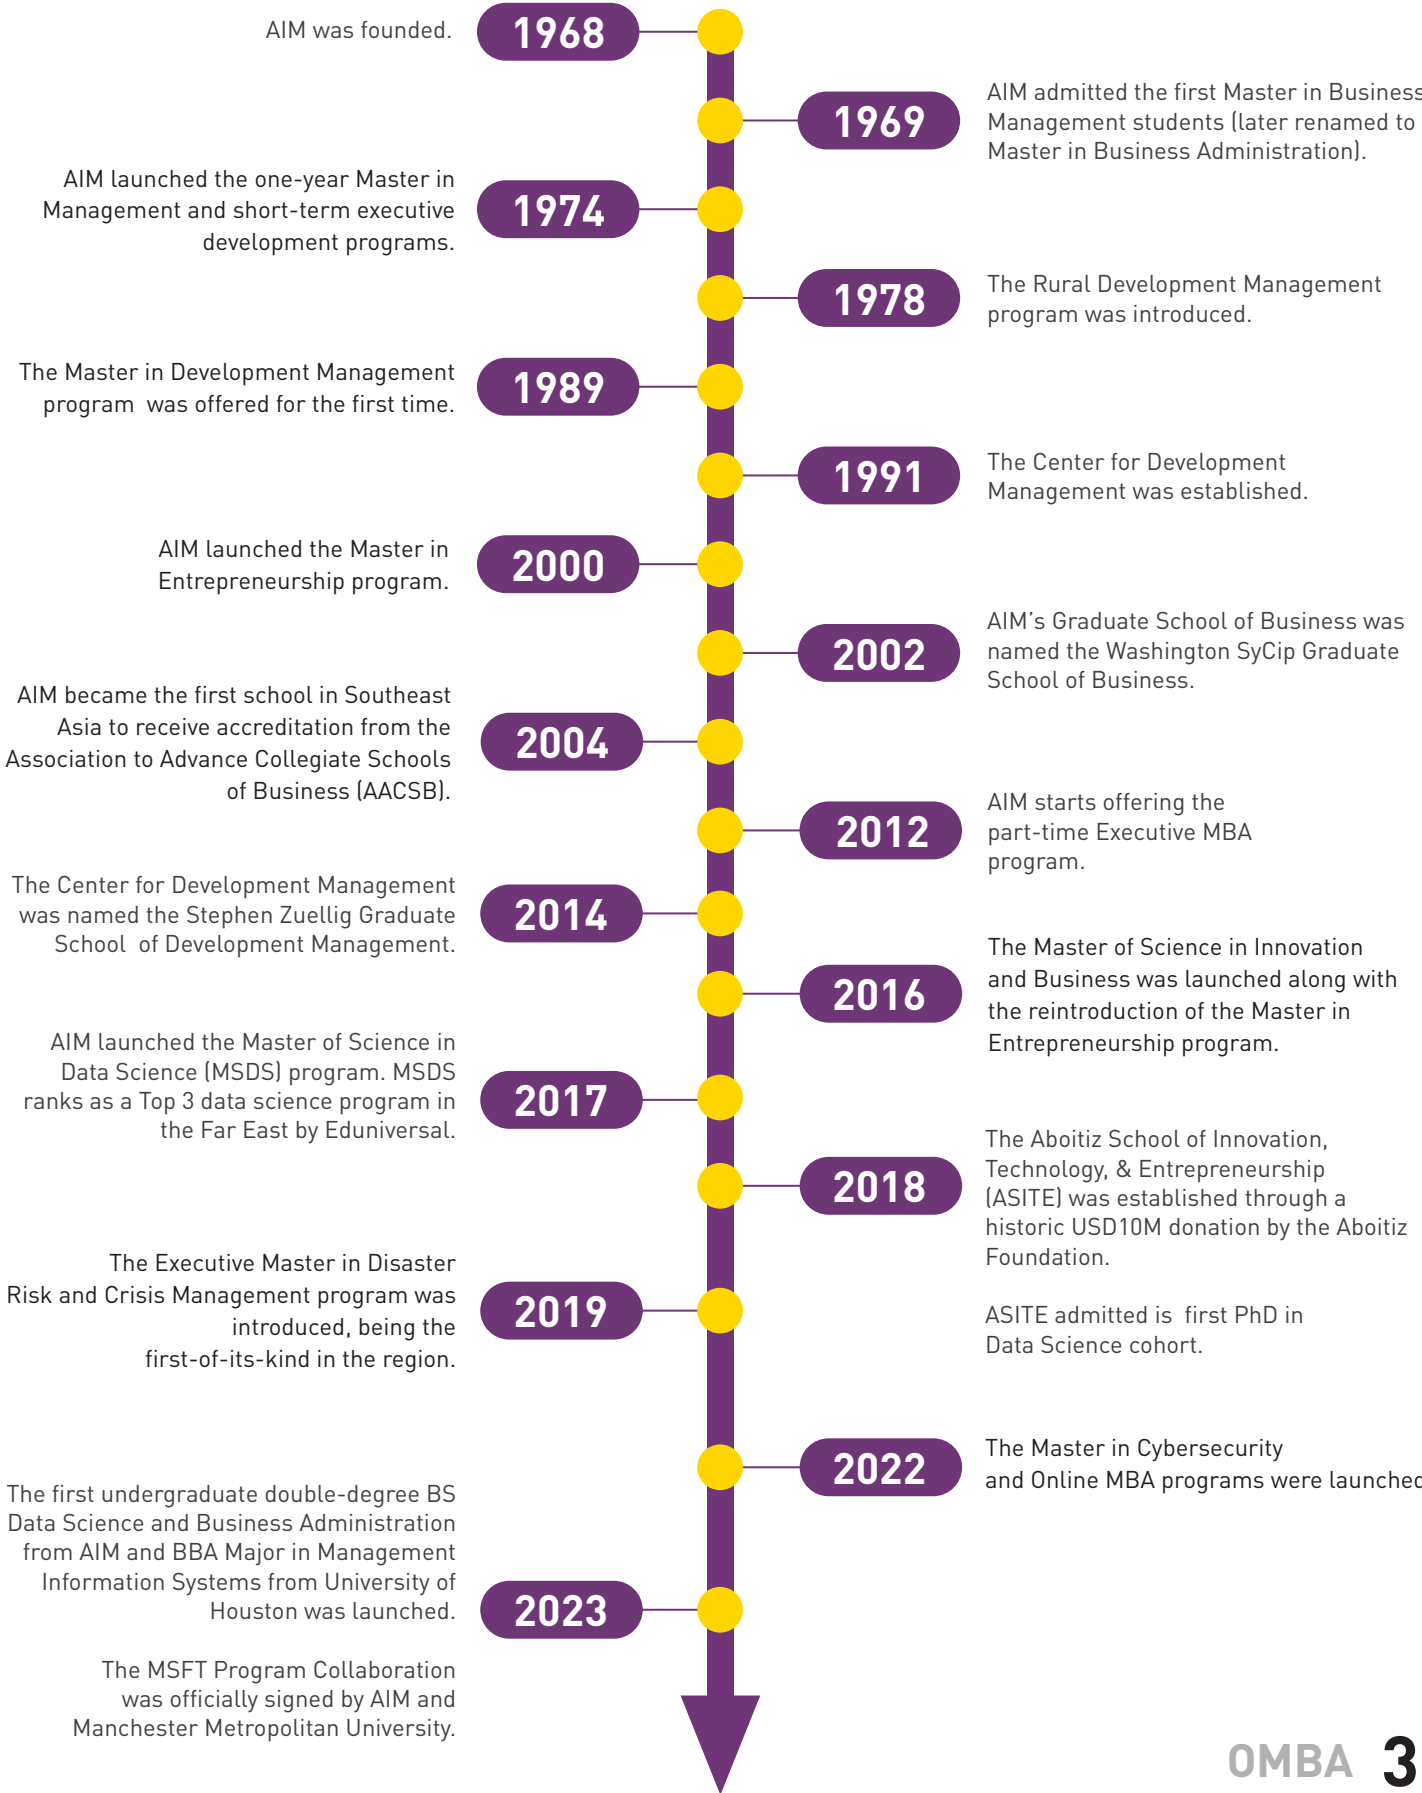 AIM was founded.
1968
1969
AIM admitted the first Master in Business
Management students (later renamed to
Master in Business Administration).
AIM launched the one-year Master in
Management and short-term executive
development programs.
1974
1978
The Rural Development Management
program was introduced.
The Master in Development Management
program was offered for the first time.
1989
1991
The Center for Development
Management was established.
AIM launched the Master in
Entrepreneurship program.
2000
2002
AIM's Graduate School of Business was
named the Washington SyCip Graduate
School of Business.
AIM became the first school in Southeast
Asia to receive accreditation from the
Association to Advance Collegiate Schools
of Business (AACSB).
2004
2012
AIM starts offering the
part-time Executive MBA
program.
The Center for Development Management
was named the Stephen Zuellig Graduate
School of Development Management.
2014
2016
The Master of Science in Innovation
and Business was launched along with
the reintroduction of the Master in
Entrepreneurship program.
AIM launched the Master of Science in
Data Science (MSDS) program. MSDS
ranks as a Top 3 data science program in
the Far East by Eduniversal.
2017
2018
The Aboitiz School of Innovation,
Technology, & Entrepreneurship
(ASITE) was established through a
historic USD10M donation by the Aboitiz
Foundation.
ASITE admitted is first PhD in
Data Science cohort.
The Executive Master in Disaster
Risk and Crisis Management program was
introduced, being the
first-of-its-kind in the region.
2019
2022
The Master in Cybersecurity
and Online MBA programs were launched
The first undergraduate double-degree BS
Data Science and Business Administration
from AIM and BBA Major in Management
Information Systems from University of
Houston was launched.
The MSFT Program Collaboration
was officially signed by AIM and
Manchester Metropolitan University.
2023
OMBA 3